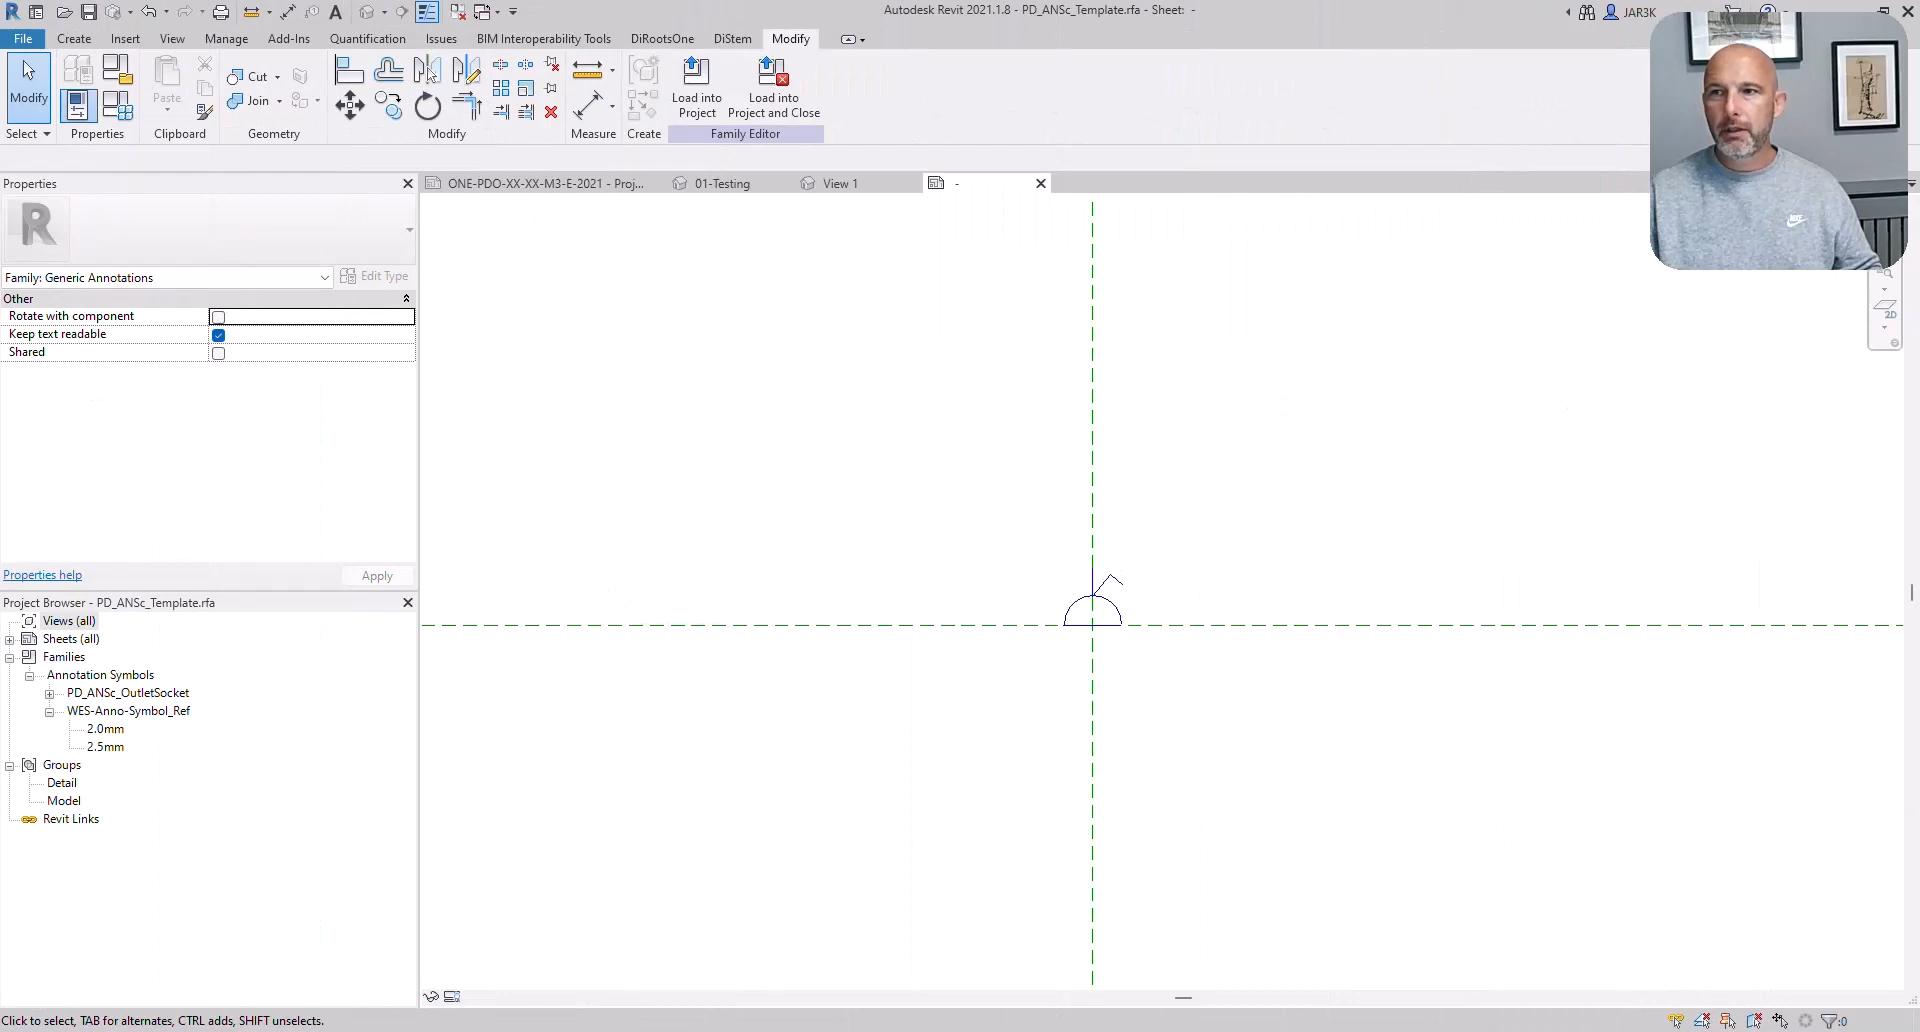 Autodesk Revit 2021.1.8 - PD_ANSc_Template.rfa - Sheet: -
JAR3K
File Create Insert View Manage Add-Ins Quantification Issues BIM Interoperability Tools DiRootsOne DiStem Modify
Modify
Paste
Cut
Join
Load into Project
Load into Project and Close
Select Properties Clipboard Geometry Modify Measure Create Family Editor
Properties
ONE-PDO-XX-XX-M3-E-2021 - Proj... 01-Testing View 1 -
R
Family: Generic Annotations Edit Type
Other
Rotate with component
Keep text readable
Shared
2D
Properties help Apply
Project Browser - PD_ANSc_Template.rfa
Views (all)
Sheets (all)
Families
Annotation Symbols
PD_ANSc_OutletSocket
WES-Anno-Symbol_Ref
2.0mm
2.5mm
Groups
Detail
Model
Revit Links
Click to select, TAB for alternates, CTRL adds, SHIFT unselects.
:0